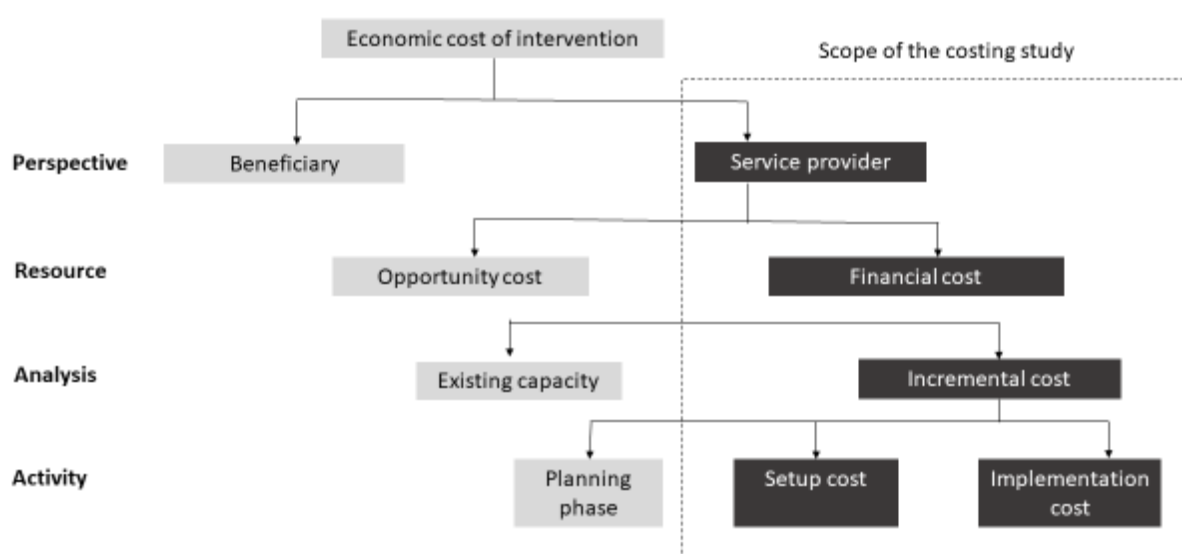 Economic cost of intervention
Scope of the costing study
Perspective
Beneficiary
Service provider
Resource
Opportunity cost
Financial cost
Analysis
Existing capacity
Incremental cost
Activity
Planning
phase
Setup cost
Implementation
cost